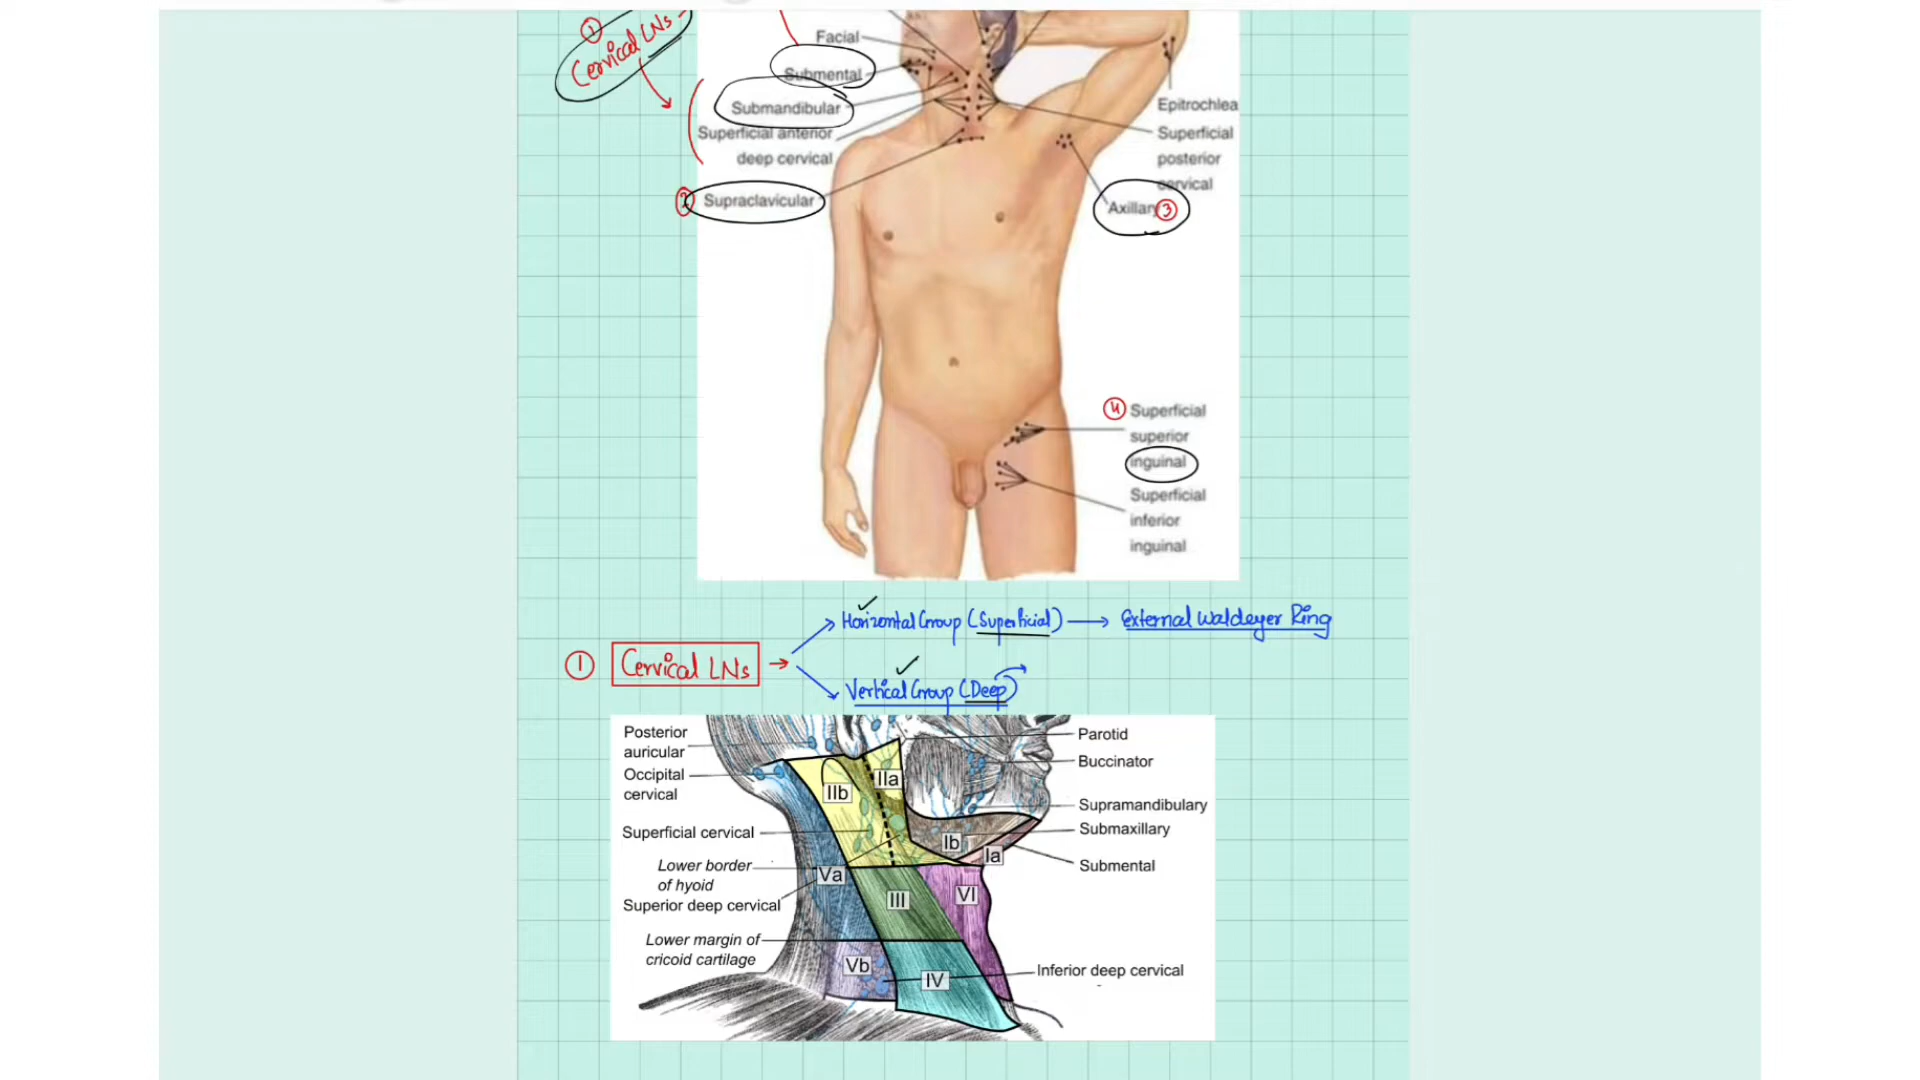 ①
Cervical LNs -
Facial
Submental
Submandibular
Superficial anterior
deep cervical
② Supraclavicular
Epitrochlea
Superficial
posterior
cervical
Axillary ③
④ Superficial
superior
inguinal
Superficial
inferior
inguinal
Horizontal Group (Superficial) → External Waldeyer Ring
① Cervical LNs →
Vertical Group (Deep)
Posterior
auricular
Occipital
cervical
Superficial cervical
Lower border
of hyoid
Superior deep cervical
Lower margin of
cricoid cartilage
IIb
IIa
Ib
Ia
Va
III
VI
Vb
IV
Parotid
Buccinator
Supramandibulary
Submaxillary
Submental
Inferior deep cervical